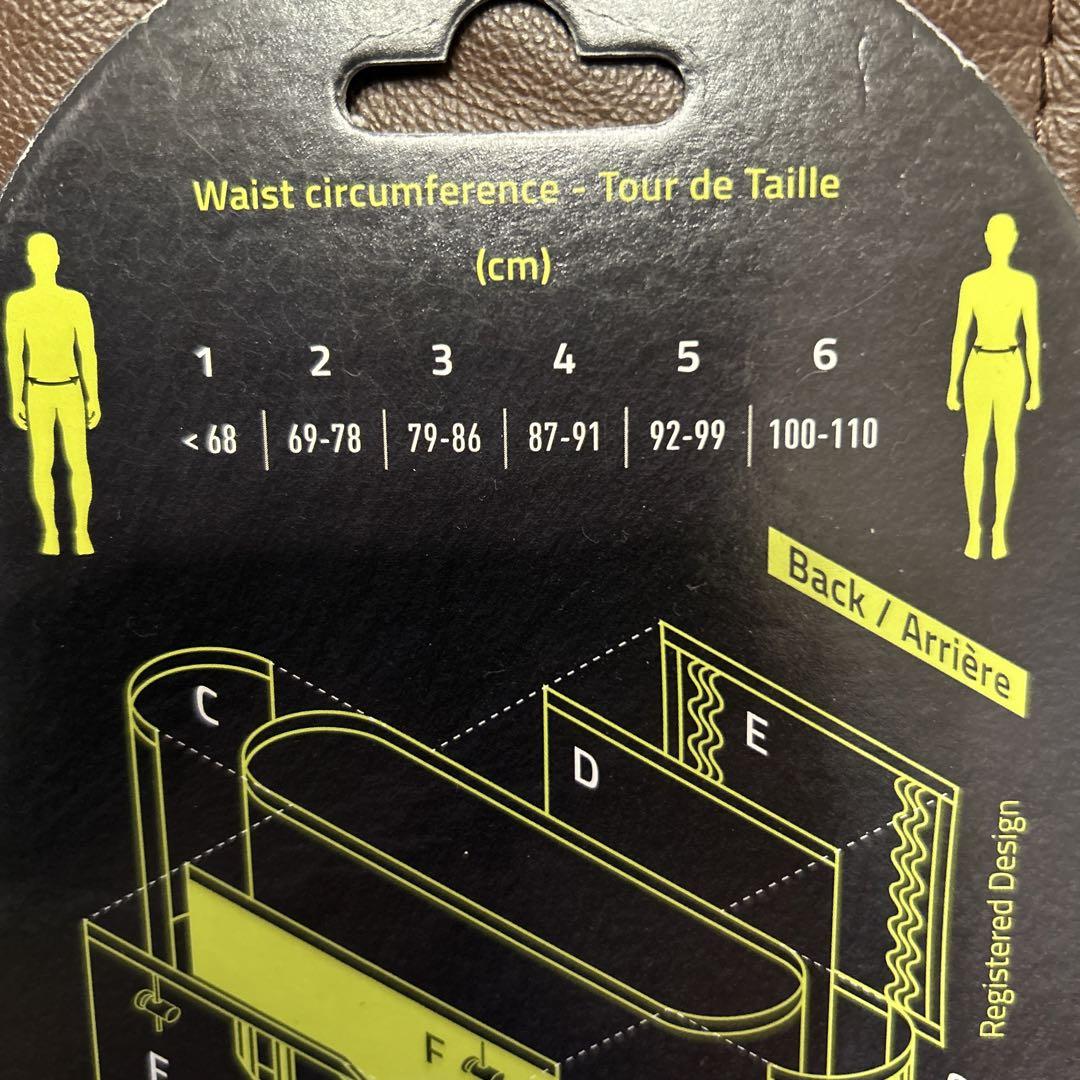 Waist circumference - Tour de Taille
(cm)
1 2 3 4 5 6
< 68 69-78 79-86 87-91 92-99 100-110
Back / Arrière
C
E
D
Registered Design
F